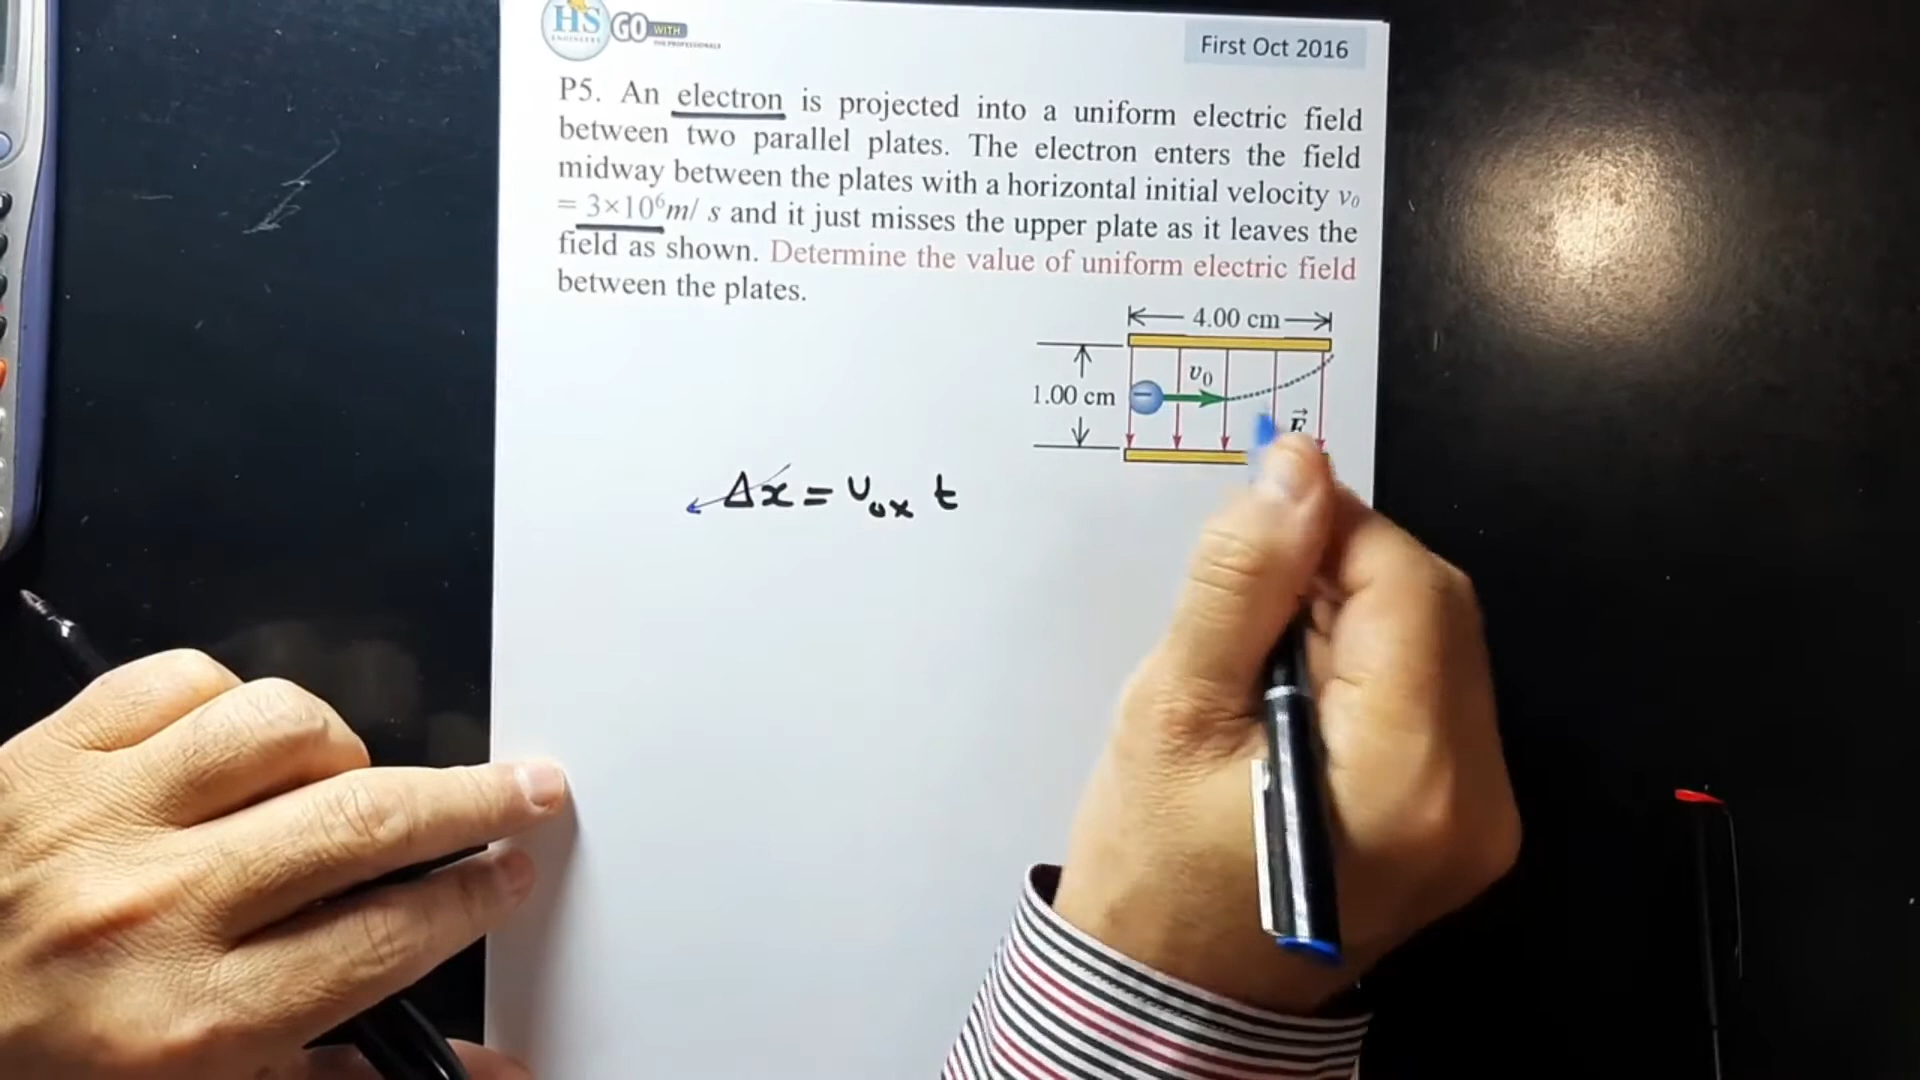 HS
ENGINEERS
GO WITH
THE PROFESSIONALS
First Oct 2016
P5. An electron is projected into a uniform electric field
between two parallel plates. The electron enters the field
midway between the plates with a horizontal initial velocity v₀
= 3×10⁶m/ s and it just misses the upper plate as it leaves the
field as shown. Determine the value of uniform electric field
between the plates.
4.00 cm
v₀
1.00 cm
−
Δx = v₀ₓ t